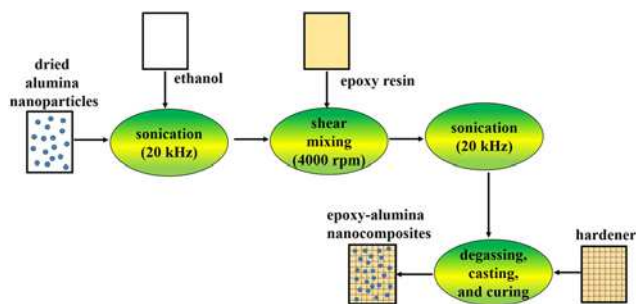 dried
alumina
nanoparticles
ethanol
epoxy resin
sonication
(20 kHz)
shear
mixing
(4000 rpm)
sonication
(20 kHz)
epoxy-alumina
nanocomposites
degassing,
casting,
and curing
hardener